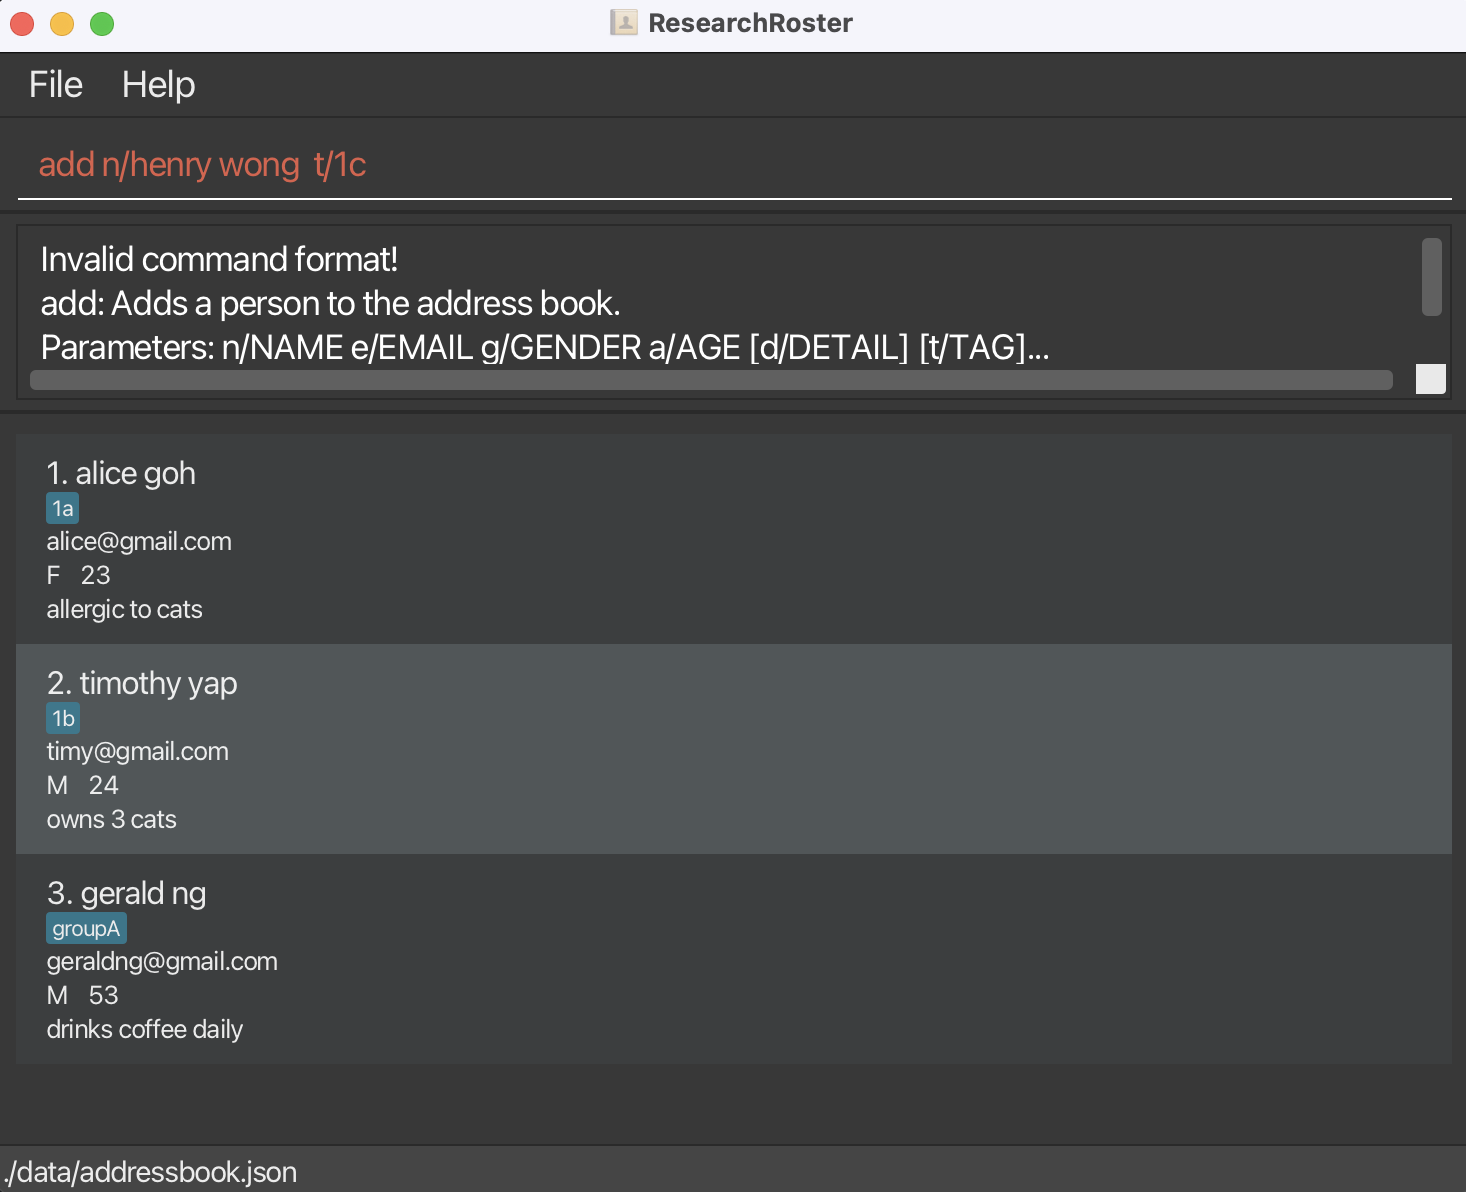 ResearchRoster
File Help
add n/henry wong  t/1c
Invalid command format!
add: Adds a person to the address book.
Parameters: n/NAME e/EMAIL g/GENDER a/AGE [d/DETAIL] [t/TAG]...
1. alice goh
1a
alice@gmail.com
F 23
allergic to cats
2. timothy yap
1b
timy@gmail.com
M 24
owns 3 cats
3. gerald ng
groupA
geraldng@gmail.com
M 53
drinks coffee daily
./data/addressbook.json